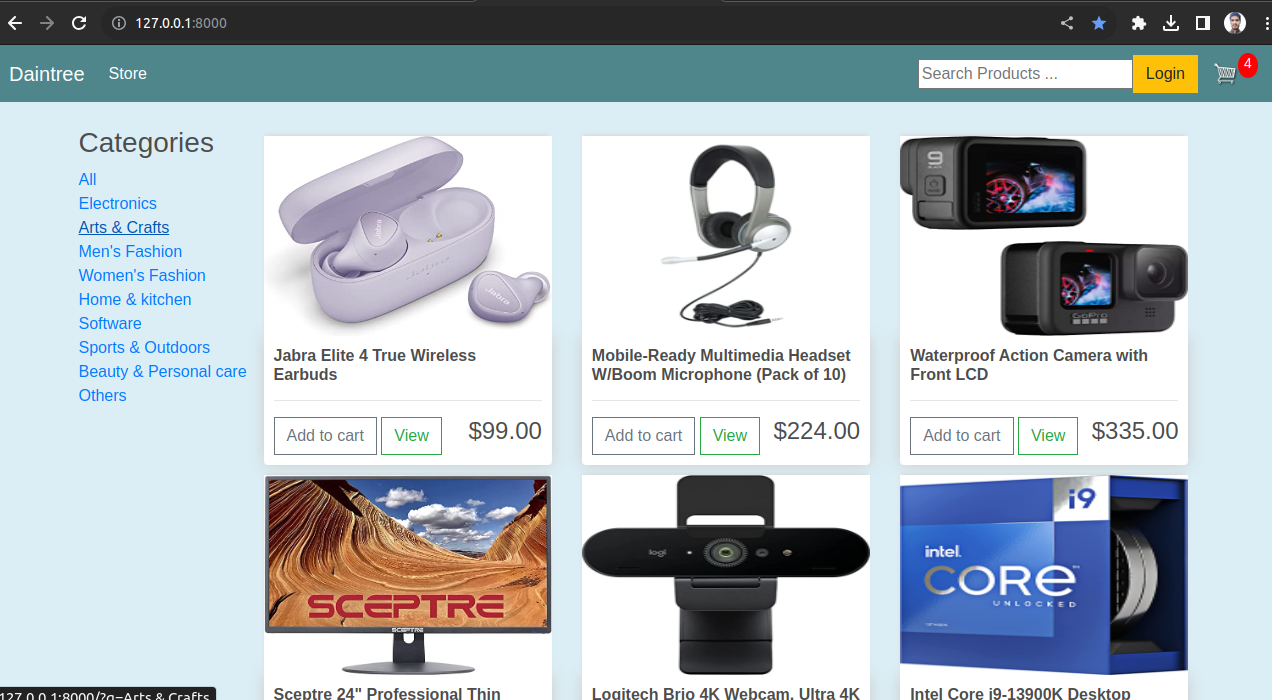 127.0.0.1:8000
Daintree
Store
Search Products ...
Login
4
Categories
All
Electronics
Arts & Crafts
Men's Fashion
Women's Fashion
Home & kitchen
Software
Sports & Outdoors
Beauty & Personal care
Others
Jabra
Jabra
Jabra Elite 4 True Wireless
Earbuds
Add to cart
View
$99.00
Mobile-Ready Multimedia Headset
W/Boom Microphone (Pack of 10)
Add to cart
View
$224.00
9
GoPro
Waterproof Action Camera with
Front LCD
Add to cart
View
$335.00
SCEPTRE
SCEPTRE
Sceptre 24" Professional Thin
logi
Logitech Brio 4K Webcam, Ultra 4K
i9
intel.
CORE
UNLOCKED
Intel Core i9-13900K Desktop
127.0.0.1:8000/?q=Arts & Crafts